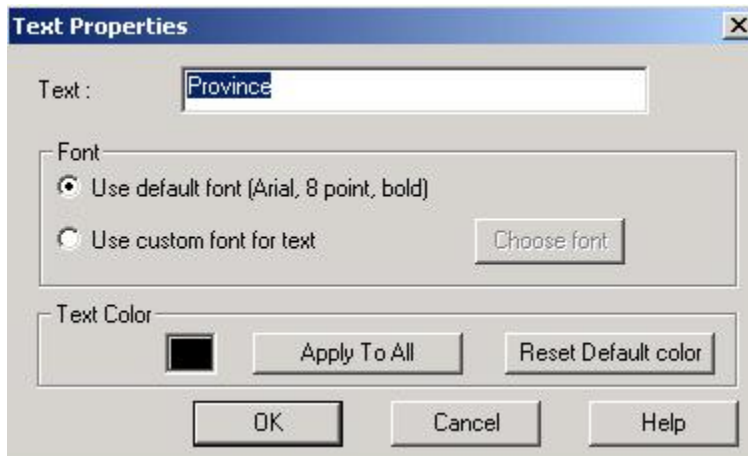 Text Properties
Text : Province
Font
Use default font (Arial, 8 point, bold)
Use custom font for text Choose font
Text Color
Apply To All Reset Default color
OK Cancel Help